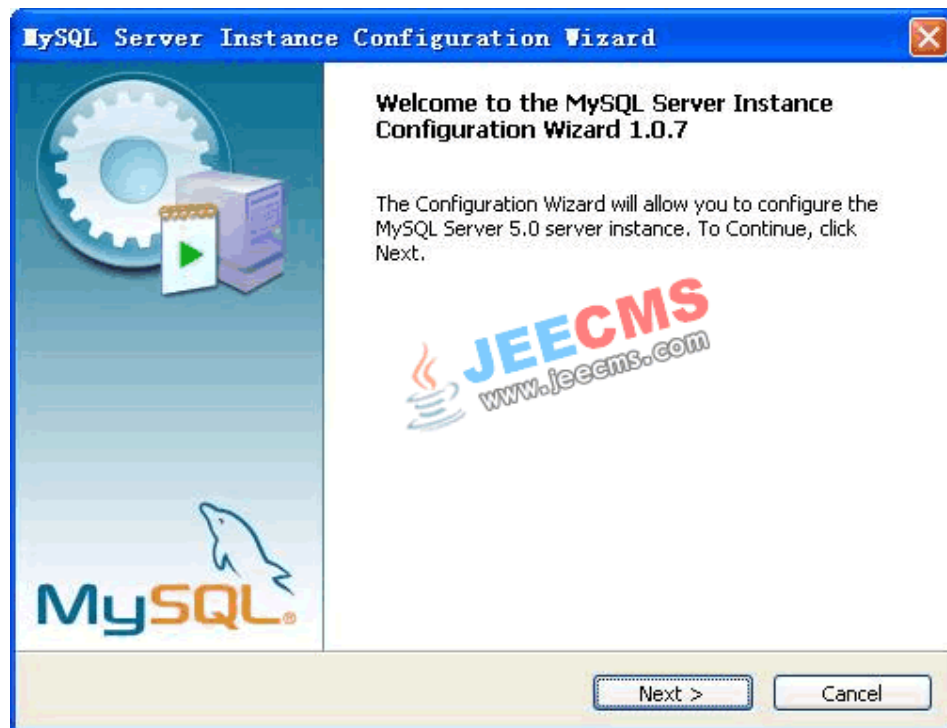 MySQL Server Instance Configuration Wizard
Welcome to the MySQL Server Instance
Configuration Wizard 1.0.7
The Configuration Wizard will allow you to configure the
MySQL Server 5.0 server instance. To Continue, click
Next.
JEECMS
www.jeecms.com
MySQL®
Next >
Cancel